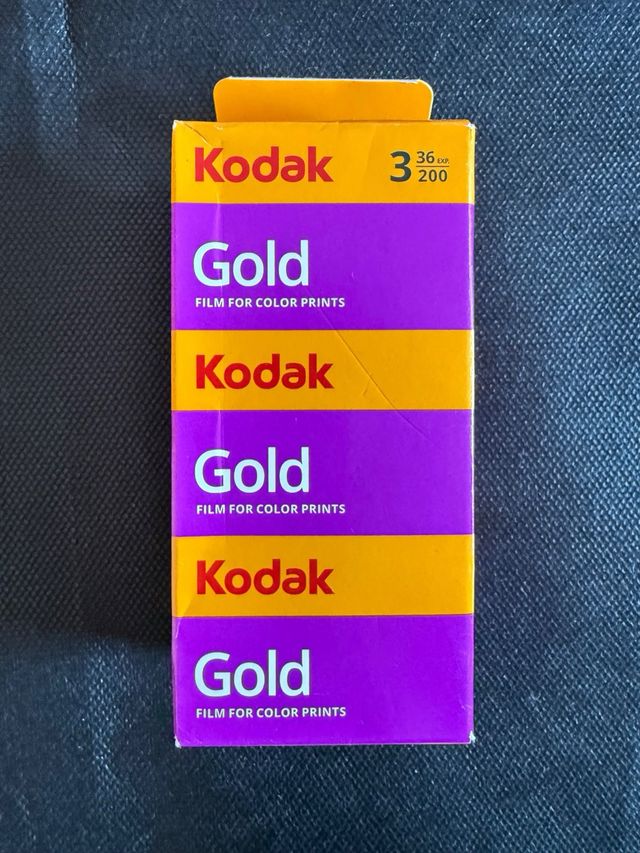 Kodak 3 36 EXP. 200
Gold
FILM FOR COLOR PRINTS
Kodak
Gold
FILM FOR COLOR PRINTS
Kodak
Gold
FILM FOR COLOR PRINTS